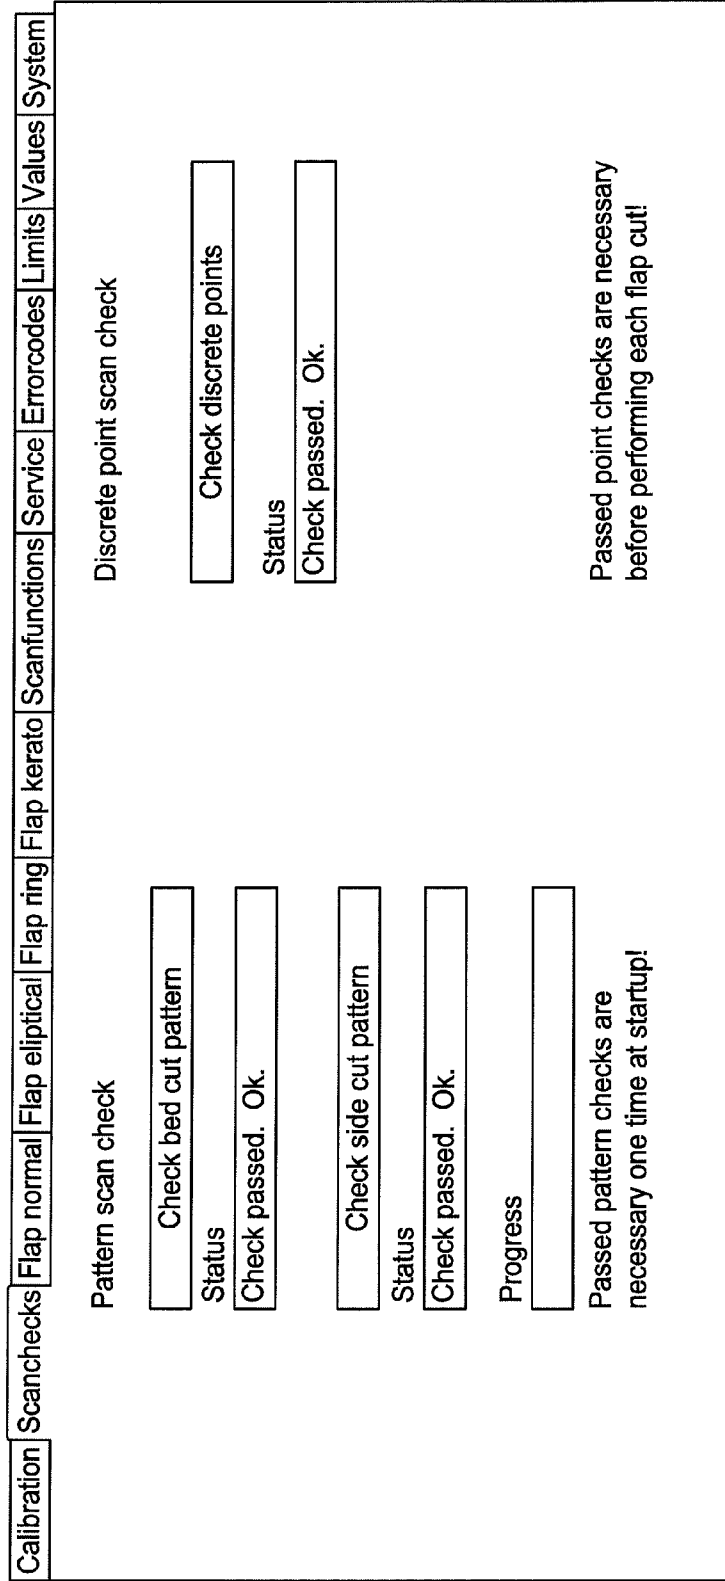 Calibration Scanchecks Flap normal Flap eliptical Flap ring Flap kerato Scanfunctions Service Errorcodes Limits Values System
Pattern scan check
Check bed cut pattern
Status
Check passed. Ok.
Check side cut pattern
Status
Check passed. Ok.
Progress
Passed pattern checks are
necessary one time at startup!
Discrete point scan check
Check discrete points
Status
Check passed. Ok.
Passed point checks are necessary
before performing each flap cut!